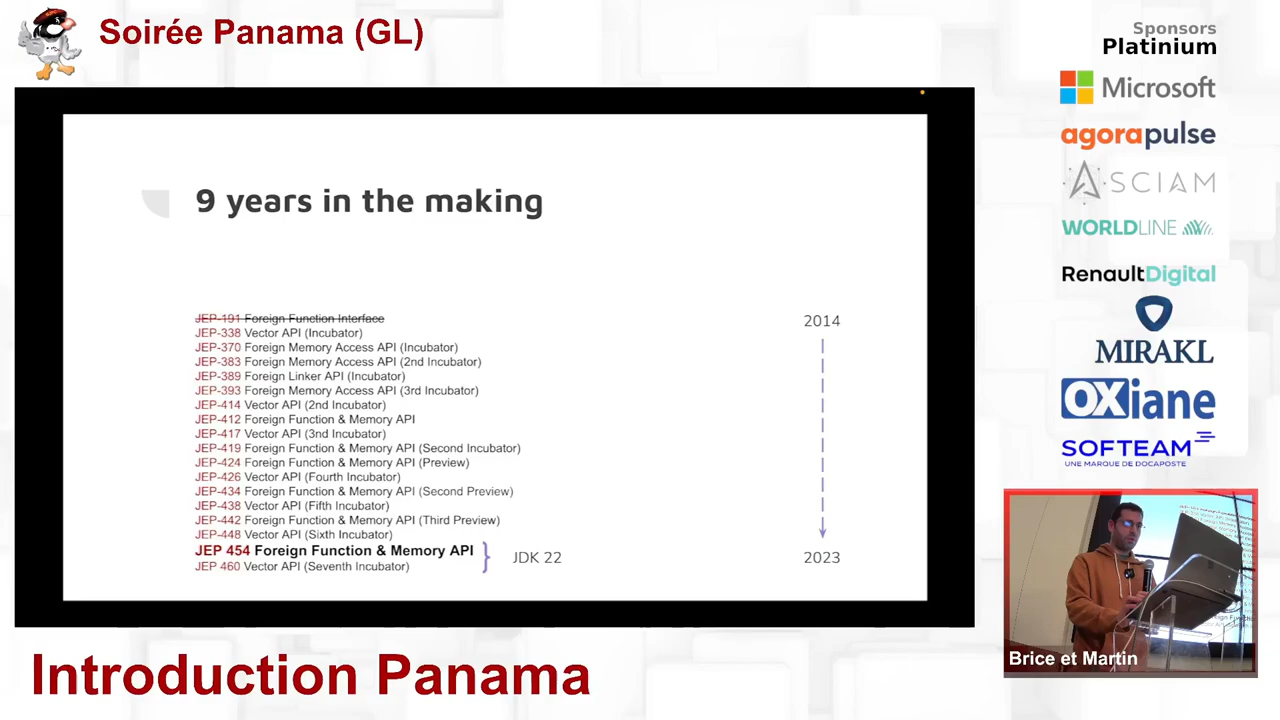 Soirée Panama (GL)
Sponsors
Platinium
Microsoft
agorapulse
ASCIAM
WORLDLINE
RenaultDigital
MIRAKL
OXiane
SOFTEAM
UNE MARQUE DE DOCAPOSTE
9 years in the making
JEP-191 Foreign Function Interface
JEP-338 Vector API (Incubator)
JEP-370 Foreign Memory Access API (Incubator)
JEP-383 Foreign Memory Access API (2nd Incubator)
JEP-389 Foreign Linker API (Incubator)
JEP-393 Foreign Memory Access API (3rd Incubator)
JEP-414 Vector API (2nd Incubator)
JEP-412 Foreign Function & Memory API
JEP-417 Vector API (3nd Incubator)
JEP-419 Foreign Function & Memory API (Second Incubator)
JEP-424 Foreign Function & Memory API (Preview)
JEP-426 Vector API (Fourth Incubator)
JEP-434 Foreign Function & Memory API (Second Preview)
JEP-438 Vector API (Fifth Incubator)
JEP-442 Foreign Function & Memory API (Third Preview)
JEP-448 Vector API (Sixth Incubator)
JEP 454 Foreign Function & Memory API
JEP 460 Vector API (Seventh Incubator)
JDK 22
2014
2023
Brice et Martin
Introduction Panama